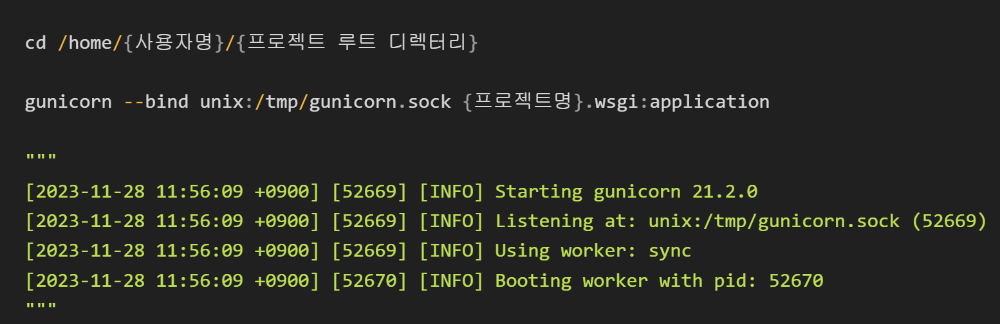 cd /home/{사용자명}/{프로젝트 루트 디렉터리}
gunicorn --bind unix:/tmp/gunicorn.sock {프로젝트명}.wsgi:application
"""
[2023-11-28 11:56:09 +0900] [52669] [INFO] Starting gunicorn 21.2.0
[2023-11-28 11:56:09 +0900] [52669] [INFO] Listening at: unix:/tmp/gunicorn.sock (52669)
[2023-11-28 11:56:09 +0900] [52669] [INFO] Using worker: sync
[2023-11-28 11:56:09 +0900] [52670] [INFO] Booting worker with pid: 52670
"""